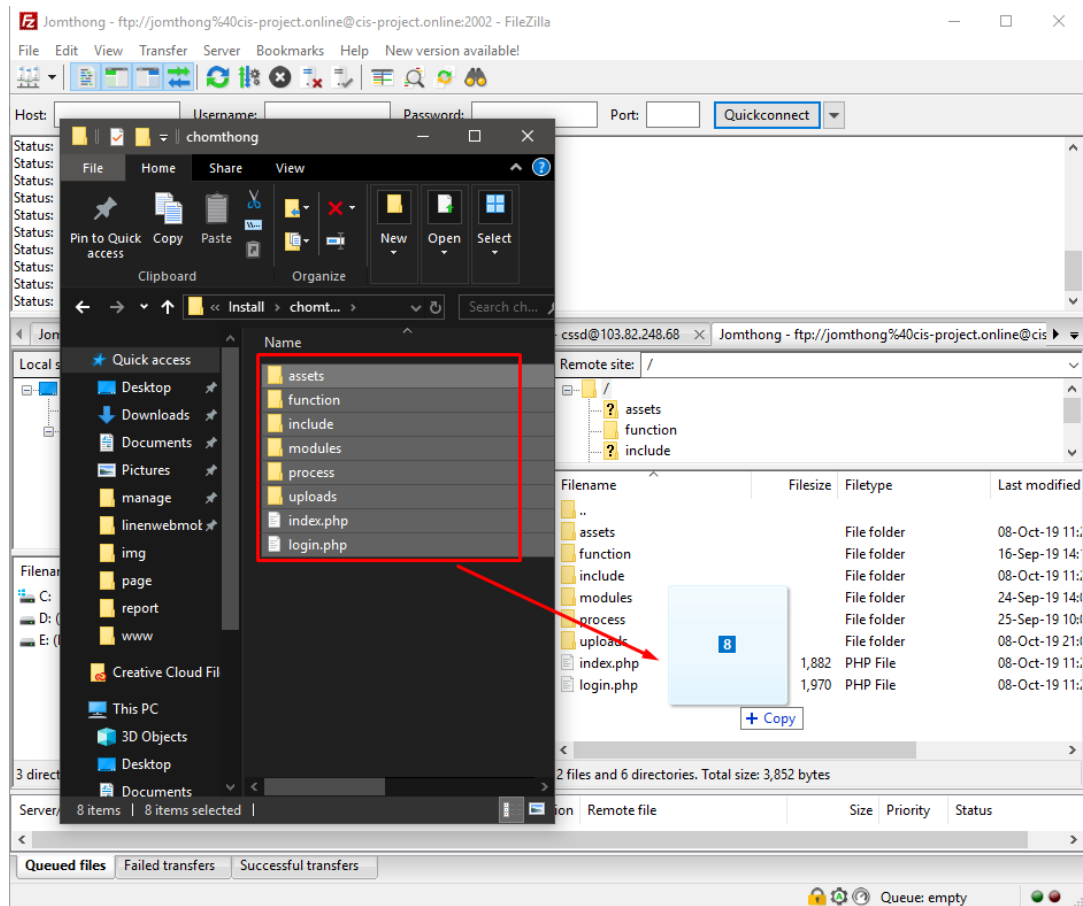 Jomthong - ftp://jomthong%40cis-project.online@cis-project.online:2002 - FileZilla
File Edit View Transfer Server Bookmarks Help New version available!
Host: Username: Password: Port: Quickconnect
Status:
Status:
Status:
Status:
Status:
Status:
Status:
Status:
Status:
Status:
chomthong
File Home Share View
Pin to Quick access
Copy
Paste
New
Open
Select
Clipboard
Organize
« Install > chomt... >
Search ch...
Name
Quick access
Desktop
Downloads
Documents
Pictures
manage
linenwebmob
img
page
report
www
Creative Cloud Fil
This PC
3D Objects
Desktop
Documents
assets
function
include
modules
process
uploads
index.php
login.php
8 items
8 items selected
Jon
- cssd@103.82.248.68
Jomthong - ftp://jomthong%40cis-project.online@cis
Local s
Remote site: /
/
? assets
function
? include
Filename Filesize Filetype Last modified
..
assets File folder 08-Oct-19 11:2
function File folder 16-Sep-19 14:
include File folder 08-Oct-19 11:2
modules File folder 24-Sep-19 14:0
process File folder 25-Sep-19 10:0
uploads File folder 08-Oct-19 21:0
index.php 1,882 PHP File 08-Oct-19 11:2
login.php 1,970 PHP File 08-Oct-19 11:2
8
+ Copy
Filenar
C:
D: (
E: (
3 direct
2 files and 6 directories. Total size: 3,852 bytes
Server/ ion Remote file Size Priority Status
Queued files Failed transfers Successful transfers
Queue: empty